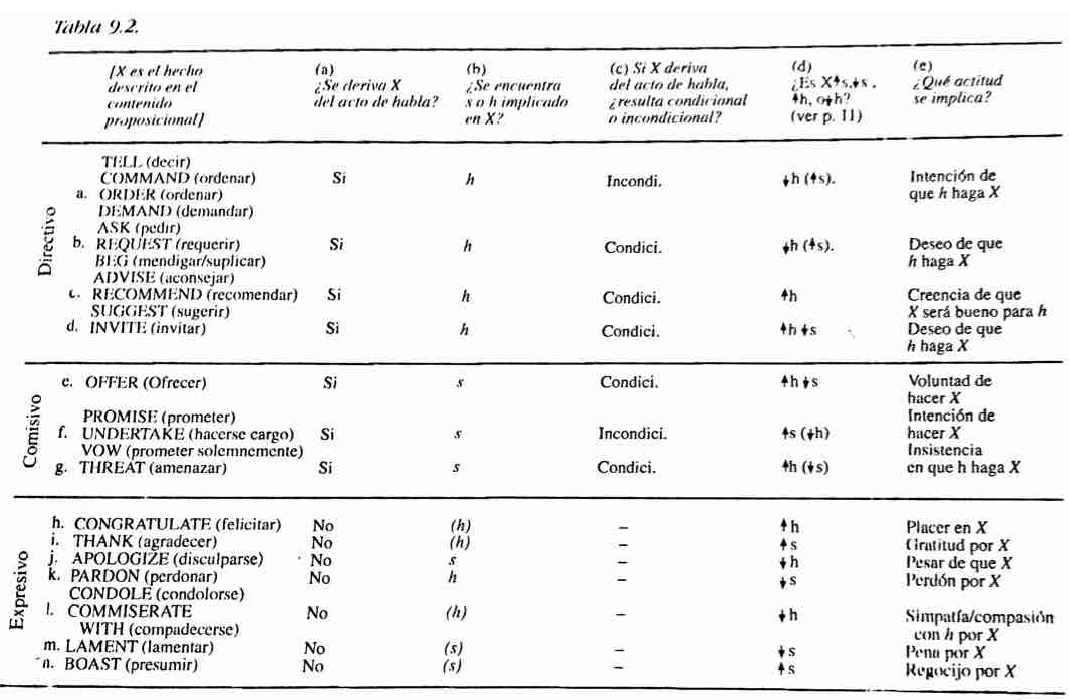 Tabla 9.2.
[X es el hecho descrito en el contenido proposicional] (a) ¿Se deriva X del acto de habla? (b) ¿Se encuentra s o h implicado en X? (c) Si X deriva del acto de habla, ¿resulta condicional o incondicional? (d) ¿Es X↑s,↓s, ↑h, o↓h? (ver p. 11) (e) ¿Qué actitud se implica?
Directivo
TELL (decir)
COMMAND (ordenar)
a. ORDER (ordenar) Si h Incondi. ↓h (↑s). Intención de que h haga X
DEMAND (demandar)
ASK (pedir)
b. REQUEST (requerir) Si h Condici. ↓h (↑s). Deseo de que h haga X
BEG (mendigar/suplicar)
ADVISE (aconsejar)
c. RECOMMEND (recomendar) Si h Condici. ↑h Creencia de que X será bueno para h
SUGGEST (sugerir)
d. INVITE (invitar) Si h Condici. ↑h ↓s Deseo de que h haga X
Comisivo
e. OFFER (Ofrecer) Si s Condici. ↑h ↓s Voluntad de hacer X
PROMISE (prometer)
f. UNDERTAKE (hacerse cargo) Si s Incondici. ↑s (↓h) Intención de hacer X
VOW (prometer solemnemente)
g. THREAT (amenazar) Si s Condici. ↑h (↓s) Insistencia en que h haga X
Expresivo
h. CONGRATULATE (felicitar) No (h) – ↑h Placer en X
i. THANK (agradecer) No (h) – ↑s Gratitud por X
j. APOLOGIZE (disculparse) No s – ↓h Pesar de que X
k. PARDON (perdonar) No h – ↓s Perdón por X
CONDOLE (condolorse)
l. COMMISERATE No (h) – ↓h Simpatía/compasión
WITH (compadecerse) con h por X
m. LAMENT (lamentar) No (s) – ↓s Pena por X
n. BOAST (presumir) No (s) – ↑s Regocijo por X